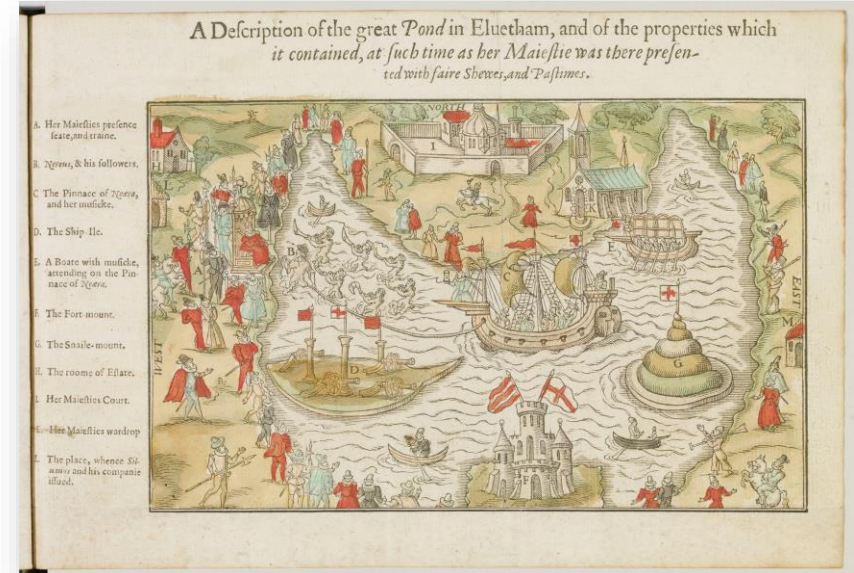 A Deſcription of the great Pond in Eluetham, and of the properties which
it contained, at ſuch time as her Maieſtie was there preſen-
ted with faire Shewes, and Paſtimes.
A. Her Maieſties preſence
ſeate, and traine.
B. Nereus, & his followers.
C The Pinnace of Neæra,
and her muſicke.
D. The Ship-Ile.
E. A Boate with muſicke,
attending on the Pin-
nace of Neæra.
F. The Fort-mount.
G. The Snaile-mount.
H. The roome of Eſtate.
I. Her Maieſties Court.
Her Maieſties wardrop
L. The place, whence Sil-
uanus and his companie
iſſued.
NORTH
EAST
WEST
A
B
C
D
E
F
G
H
I
K
L
M